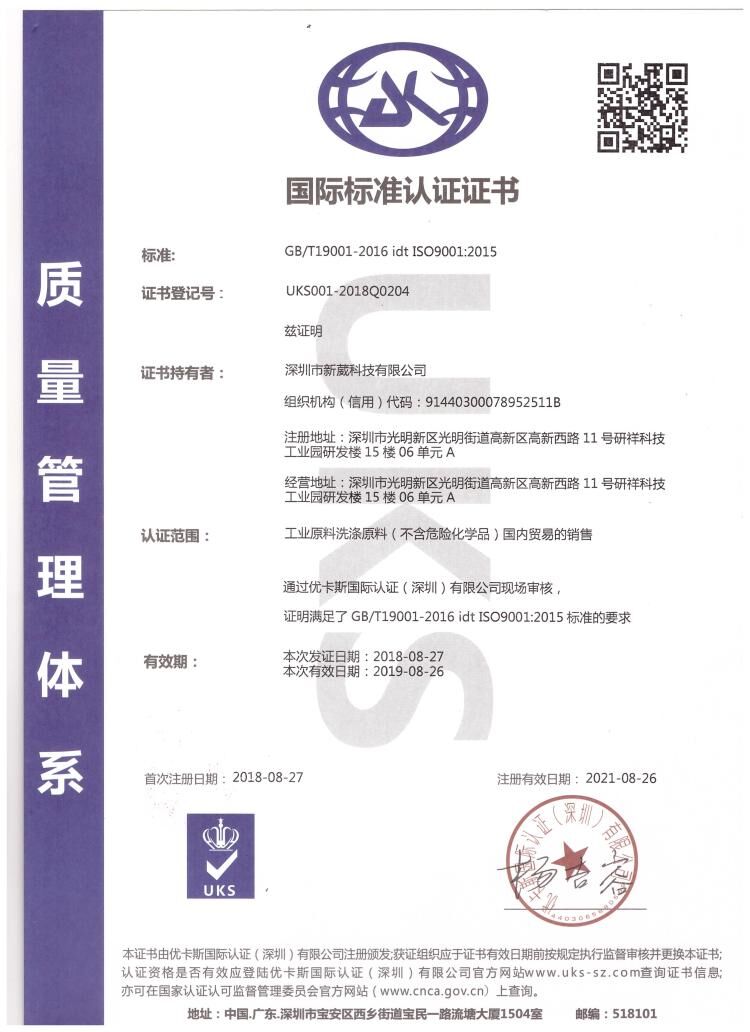 质量管理体系
国际标准认证证书
标准:
GB/T19001-2016 idt ISO9001:2015
证书登记号：
UKS001-2018Q0204
兹证明
证书持有者：
深圳市新葳科技有限公司
组织机构（信用）代码：91440300078952511B
注册地址：深圳市光明新区光明街道高新区高新西路 11 号研祥科技
工业园研发楼 15 楼 06 单元 A
经营地址：深圳市光明新区光明街道高新区高新西路 11 号研祥科技
工业园研发楼 15 楼 06 单元 A
认证范围：
工业原料洗涤原料（不含危险化学品）国内贸易的销售
通过优卡斯国际认证（深圳）有限公司现场审核，
证明满足了 GB/T19001-2016 idt ISO9001:2015 标准的要求
有效期：
本次发证日期：2018-08-27
本次有效日期：2019-08-26
UKS
首次注册日期： 2018-08-27
注册有效日期： 2021-08-26
UKS
优卡斯国际认证（深圳）有限公司
本证书由优卡斯国际认证（深圳）有限公司注册颁发;获证组织应于证书有效日期前按规定执行监督审核并更换本证书;
认证资格是否有效应登陆优卡斯国际认证（深圳）有限公司官方网站www.uks-sz.com查询证书信息;
亦可在国家认证认可监督管理委员会官方网站（www.cnca.gov.cn）上查询。
地址：中国.广东.深圳市宝安区西乡街道宝民一路流塘大厦1504室 邮编：518101